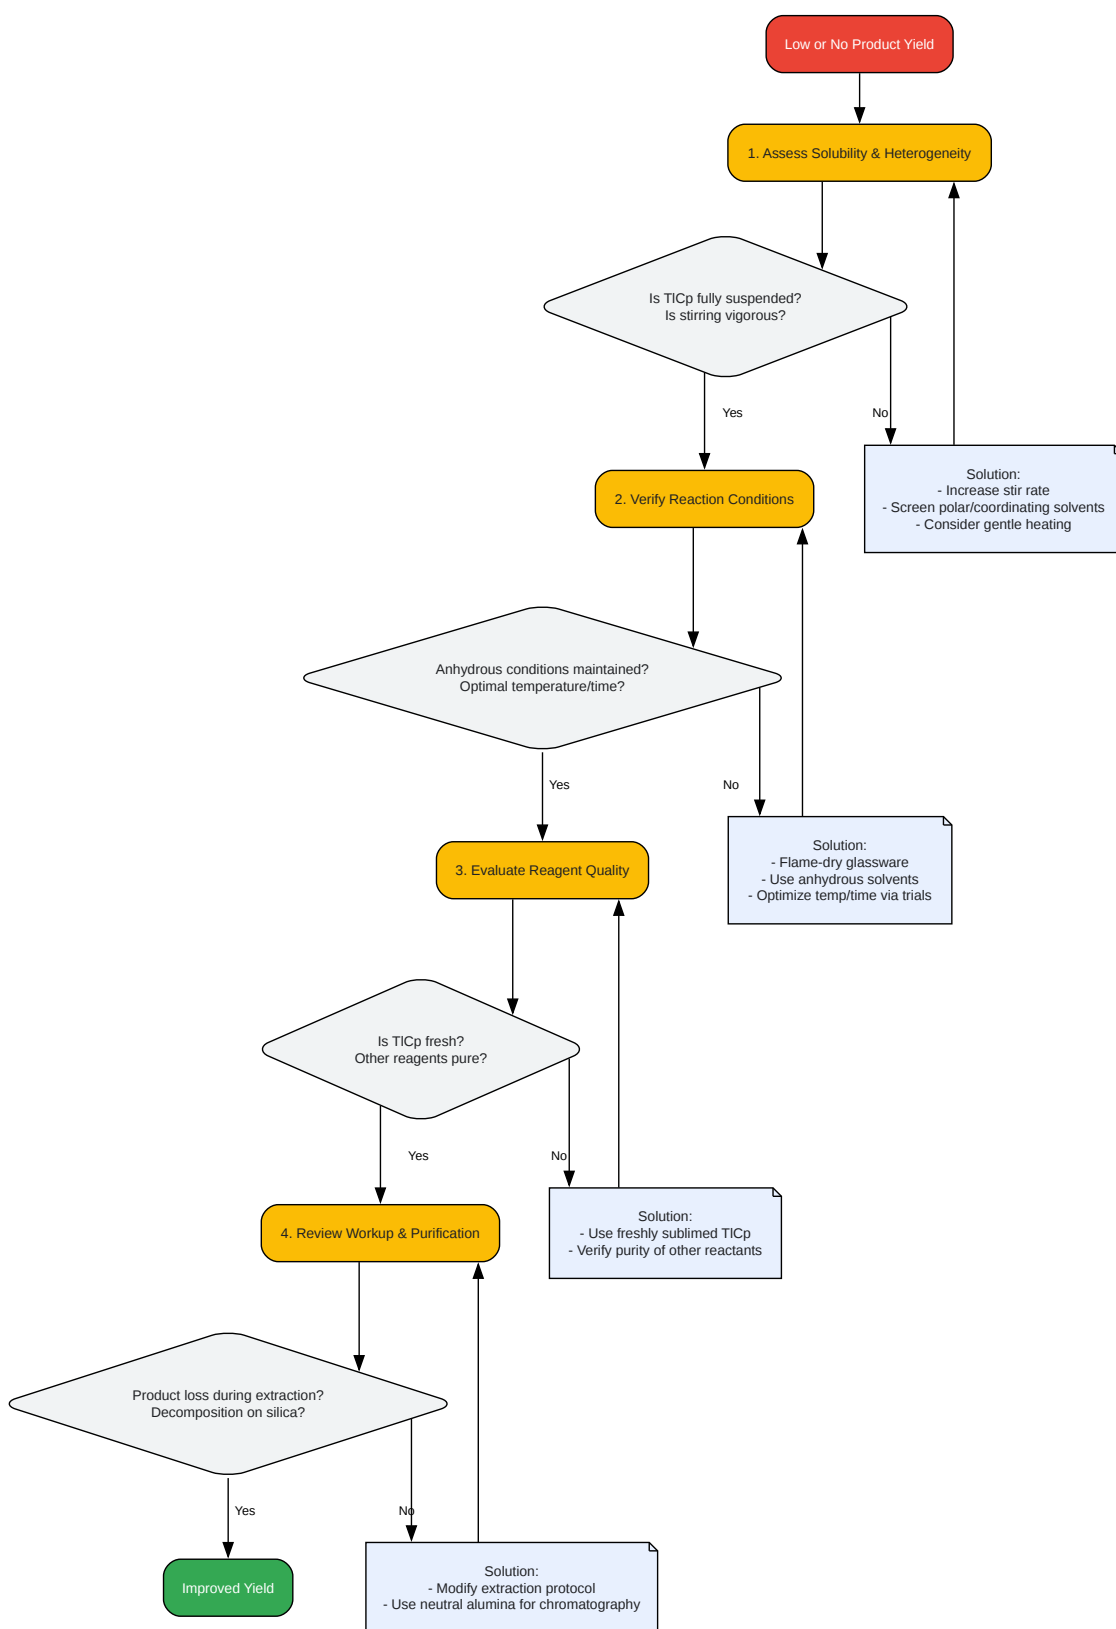 Low or No Product Yield
1. Assess Solubility & Heterogeneity
Is TlCp fully suspended?
Is stirring vigorous?
Yes
No
Solution:
- Increase stir rate
- Screen polar/coordinating solvents
- Consider gentle heating
2. Verify Reaction Conditions
Anhydrous conditions maintained?
Optimal temperature/time?
Yes
No
Solution:
- Flame-dry glassware
- Use anhydrous solvents
- Optimize temp/time via trials
3. Evaluate Reagent Quality
Is TlCp fresh?
Other reagents pure?
Yes
No
Solution:
- Use freshly sublimed TlCp
- Verify purity of other reactants
4. Review Workup & Purification
Product loss during extraction?
Decomposition on silica?
Yes
No
Solution:
- Modify extraction protocol
- Use neutral alumina for chromatography
Improved Yield